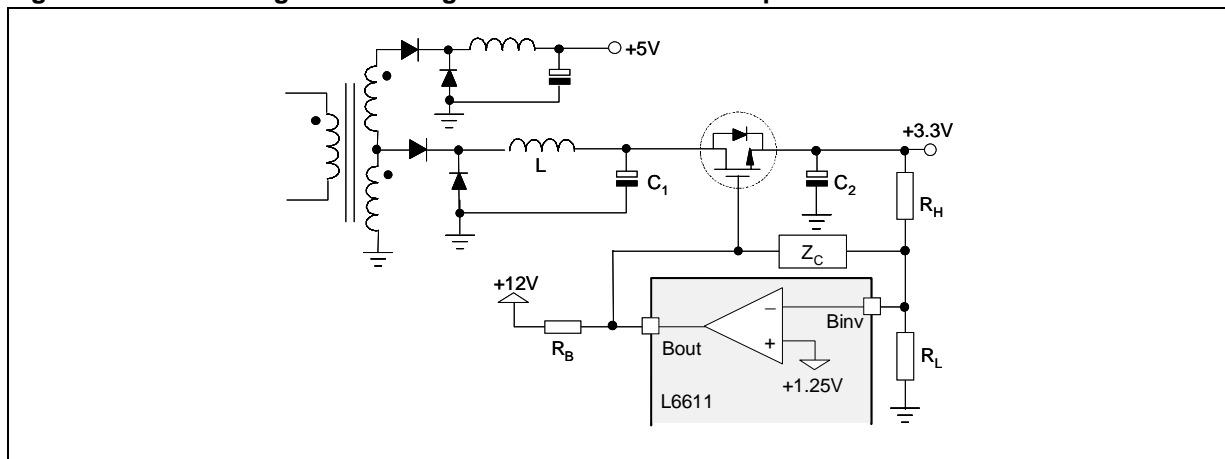 +5V
+3.3V
L
C1
C2
RH
ZC
+12V
Binv
RB
Bout
RL
+1.25V
L6611